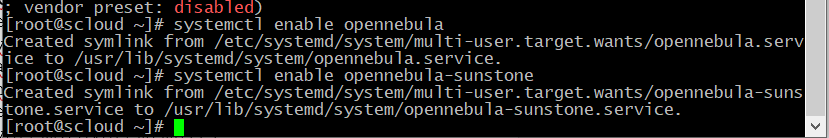 ; vendor preset: disabled)
[root@scloud ~]# systemctl enable opennebula
Created symlink from /etc/systemd/system/multi-user.target.wants/opennebula.serv
ice to /usr/lib/systemd/system/opennebula.service.
[root@scloud ~]# systemctl enable opennebula-sunstone
Created symlink from /etc/systemd/system/multi-user.target.wants/opennebula-suns
tone.service to /usr/lib/systemd/system/opennebula-sunstone.service.
[root@scloud ~]#